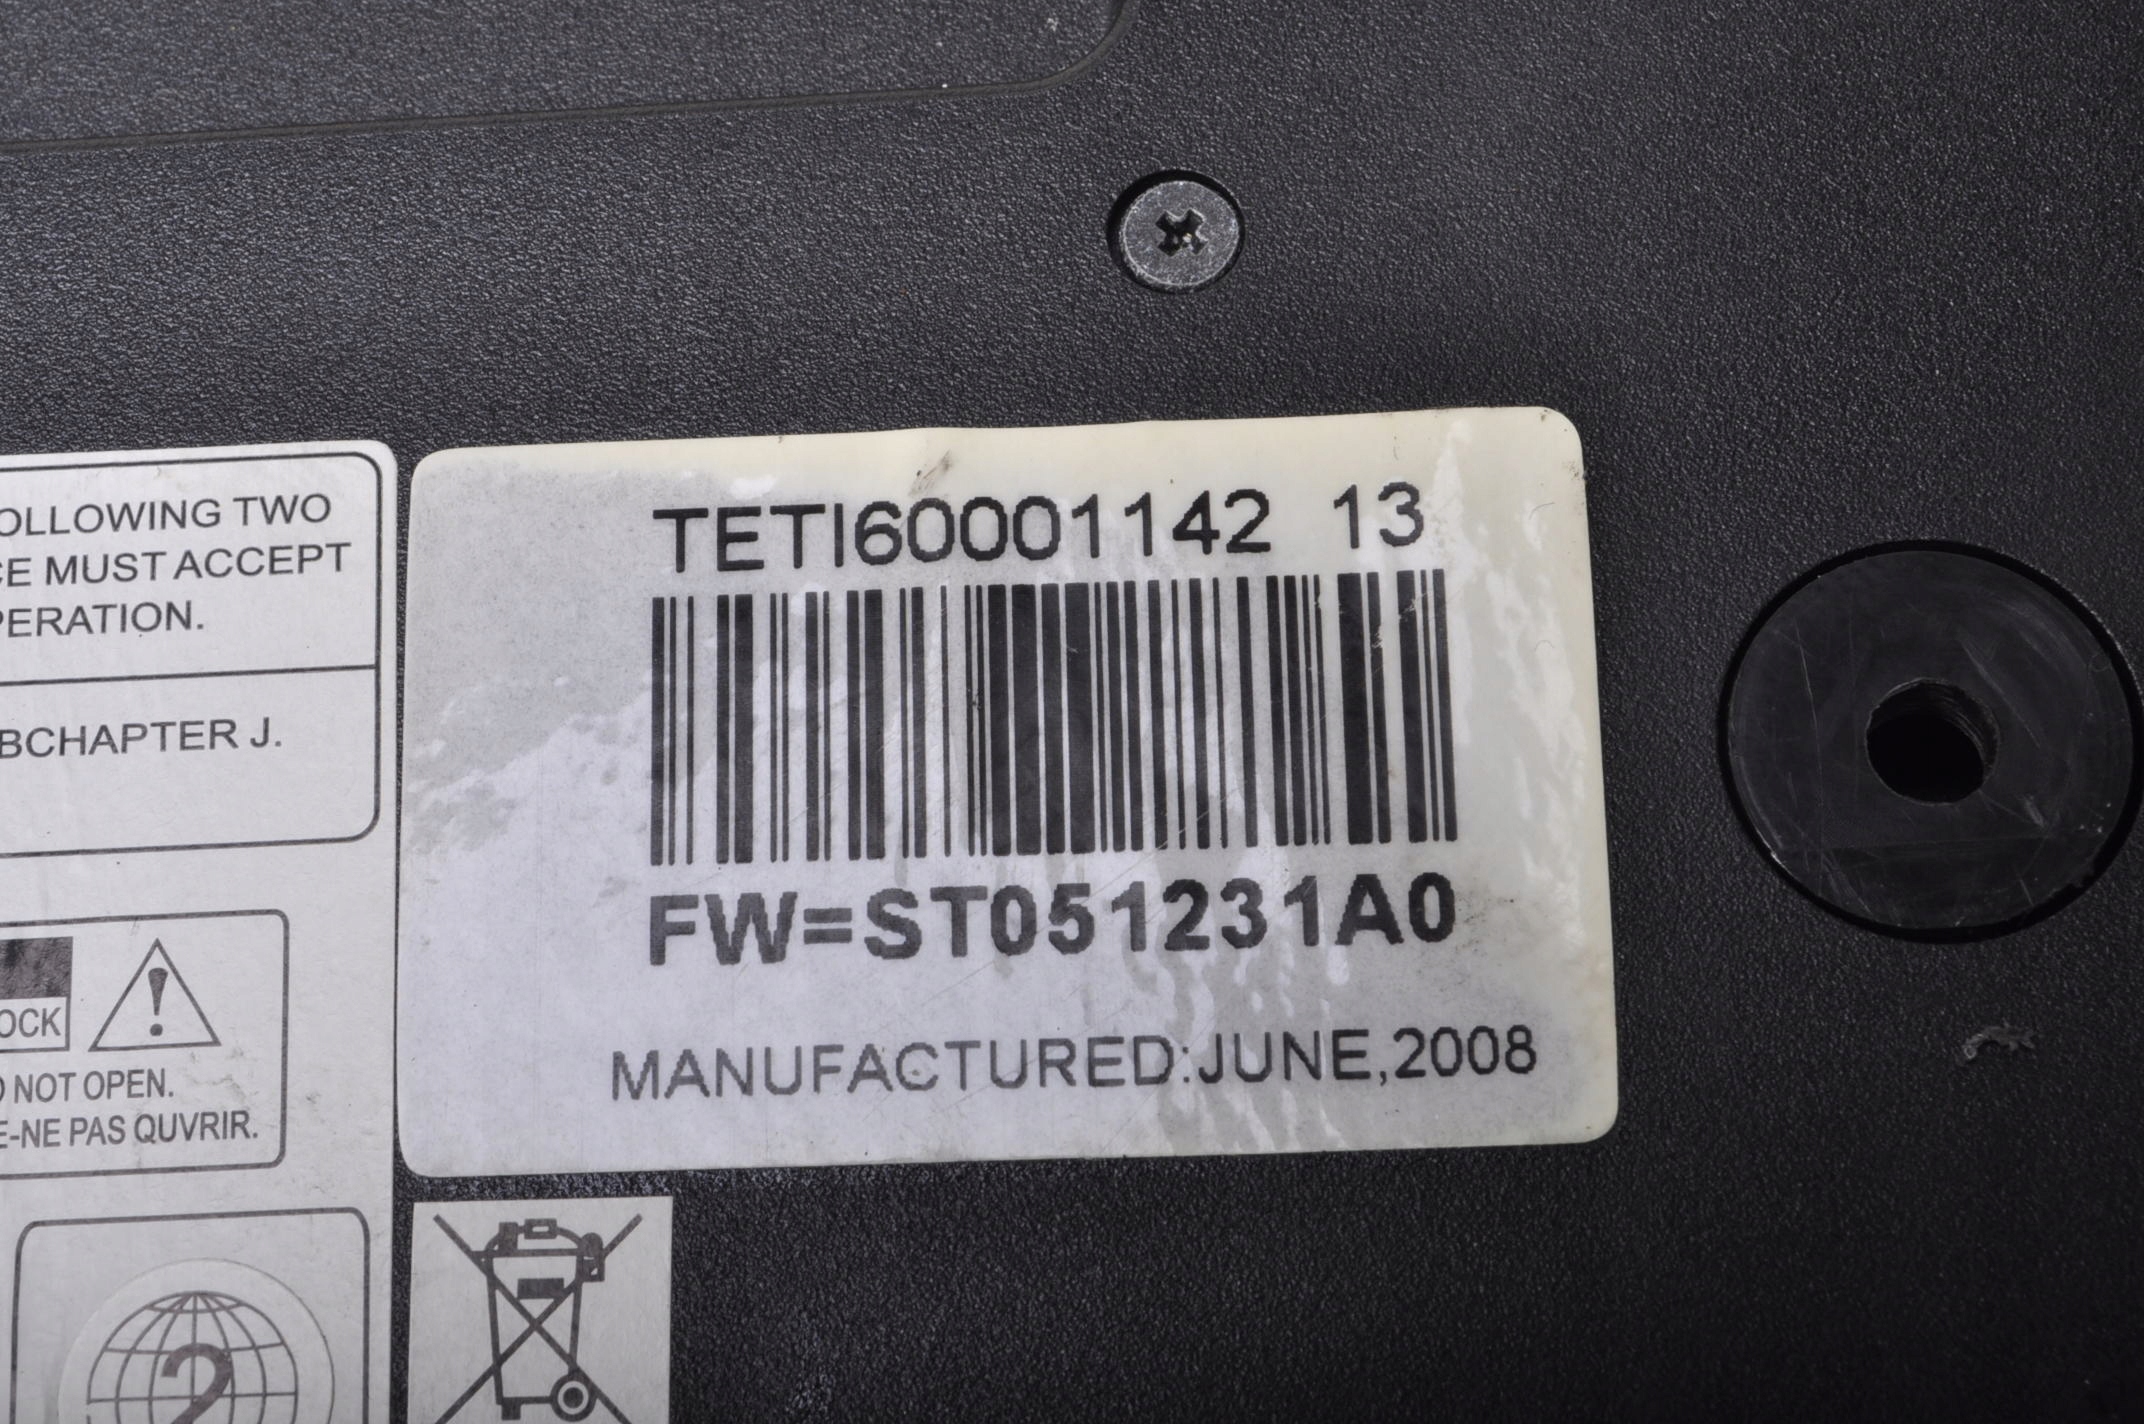 OLLOWING TWO
CE MUST ACCEPT
PERATION.
BCHAPTER J.
OCK
!
NOT OPEN.
E-NE PAS QUVRIR.
2
TETI60001142 13
FW=ST051231A0
MANUFACTURED:JUNE,2008